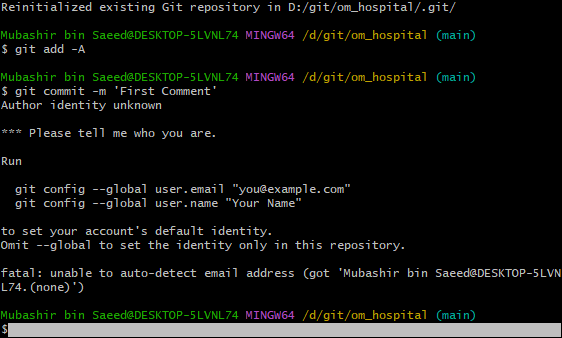 Reinitialized existing Git repository in D:/git/om_hospital/.git/
Mubashir bin Saeed@DESKTOP-5LVNL74 MINGW64 /d/git/om_hospital (main)
$ git add -A
Mubashir bin Saeed@DESKTOP-5LVNL74 MINGW64 /d/git/om_hospital (main)
$ git commit -m 'First Comment'
Author identity unknown
*** Please tell me who you are.
Run
  git config --global user.email "you@example.com"
  git config --global user.name "Your Name"
to set your account's default identity.
Omit --global to set the identity only in this repository.
fatal: unable to auto-detect email address (got 'Mubashir bin Saeed@DESKTOP-5LVN
L74.(none)')
Mubashir bin Saeed@DESKTOP-5LVNL74 MINGW64 /d/git/om_hospital (main)
$